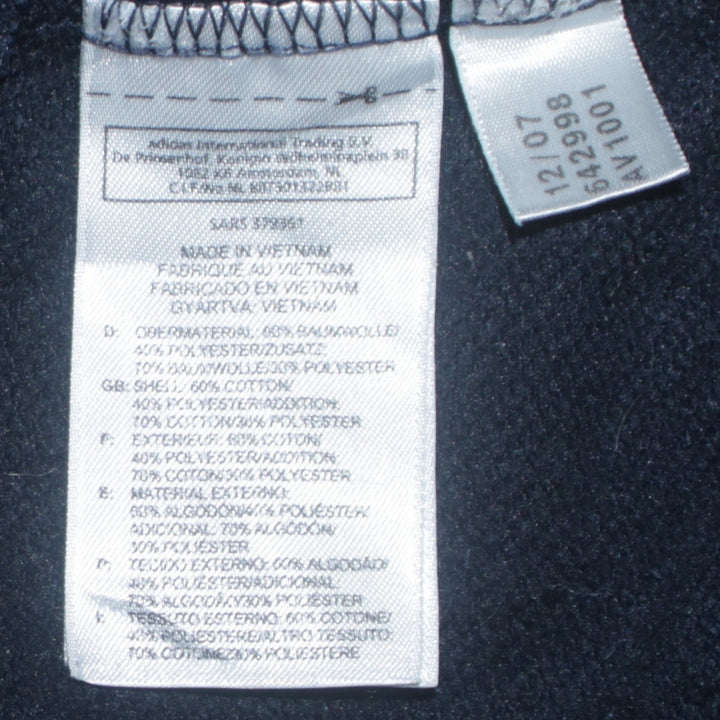 adidas International Trading B.V.
De Prinsenhof, Koningin Wilhelminaplein 30
1062 KR Amsterdam, NL
C.I.F./No NL 807301322B01
SARS 379361
MADE IN VIETNAM
FABRIQUE AU VIETNAM
FABRICADO EN VIETNAM
GYÁRTVA: VIETNAM
D: OBERMATERIAL: 60% BAUMWOLLE/
40% POLYESTER/ZUSATZ:
70% BAUMWOLLE/30% POLYESTER
GB: SHELL: 60% COTTON/
40% POLYESTER/ADDITION:
70% COTTON/30% POLYESTER
F: EXTERIEUR: 60% COTON/
40% POLYESTER/ADDITION:
70% COTON/30% POLYESTER
E: MATERIAL EXTERNO:
60% ALGODÓN/40% POLIÉSTER/
ADICIONAL: 70% ALGODÓN/
30% POLIÉSTER
P: TECIDO EXTERNO: 60% ALGODÃO/
40% POLIÉSTER/ADICIONAL:
70% ALGODÃO/30% POLIÉSTER
I: TESSUTO ESTERNO: 60% COTONE/
40% POLIESTERE/ALTRO TESSUTO:
70% COTONE/30% POLIESTERE
12/07
642998
AV1001